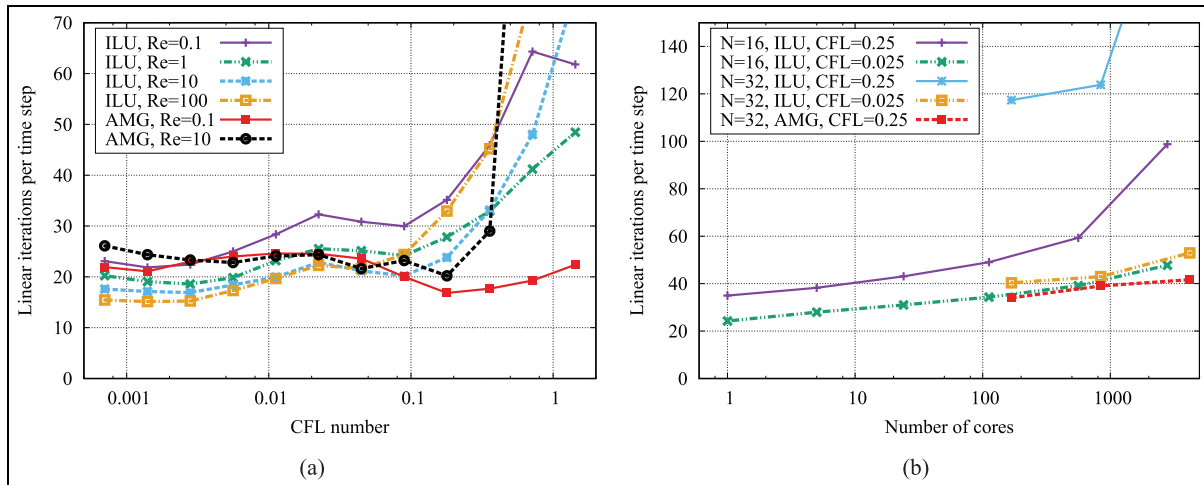 70
60
50
40
30
20
10
0
Linear iterations per time step
ILU, Re=0.1
ILU, Re=1
ILU, Re=10
ILU, Re=100
AMG, Re=0.1
AMG, Re=10
0.001
0.01
0.1
1
CFL number
(a)
140
120
100
80
60
40
20
0
Linear iterations per time step
N=16, ILU, CFL=0.25
N=16, ILU, CFL=0.025
N=32, ILU, CFL=0.25
N=32, ILU, CFL=0.025
N=32, AMG, CFL=0.25
1
10
100
1000
Number of cores
(b)